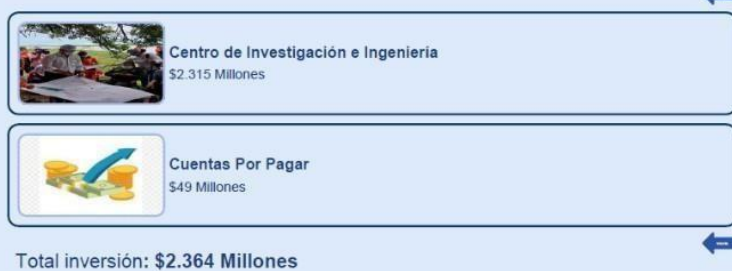 Centro de Investigación e Ingeniería
$2.315 Millones
Cuentas Por Pagar
$49 Millones
Total inversión: $2.364 Millones